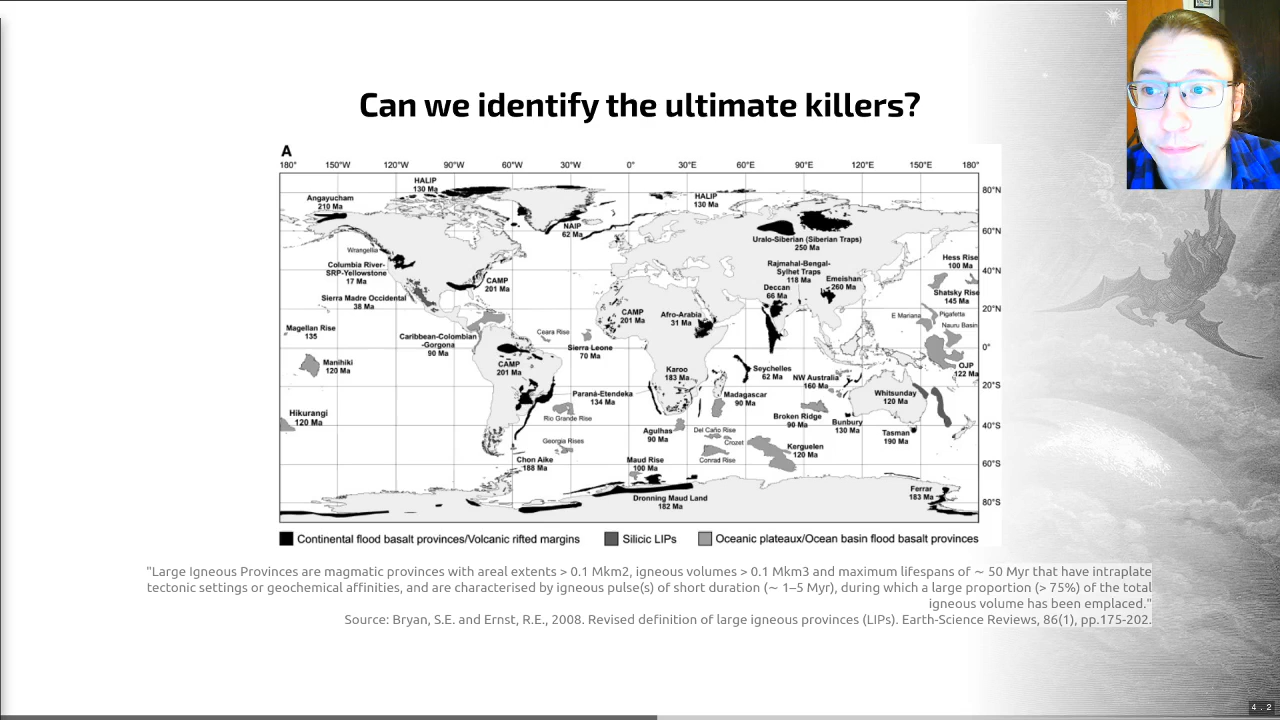 Can we identify the ultimate killers?
A
180° 150°W 120°W 90°W 60°W 30°W 0° 30°E 60°E 90°E 120°E 150°E 180°
HALIP
130 Ma
80°N
Angayucham
210 Ma
HALIP
130 Ma
NAIP
62 Ma
60°N
Uralo-Siberian (Siberian Traps)
250 Ma
Wrangellia
Columbia River-
SRP-Yellowstone
17 Ma
Hess Rise
100 Ma
Rajmahal-Bengal-
Sylhet Traps
118 Ma
40°N
CAMP
201 Ma
Emeishan
260 Ma
Deccan
66 Ma
Sierra Madre Occidental
38 Ma
Shatsky Rise
145 Ma
20°N
CAMP
201 Ma
Afro-Arabia
31 Ma
E Mariana
Pigafetta
Nauru Basin
Magellan Rise
135
Ceara Rise
Caribbean-Colombian
-Gorgona
90 Ma
Sierra Leone
70 Ma
0°
Manihiki
120 Ma
CAMP
201 Ma
Karoo
183 Ma
Seychelles
62 Ma
NW Australia
160 Ma
OJP
122 Ma
20°S
Paraná-Etendeka
134 Ma
Madagascar
90 Ma
Whitsunday
120 Ma
Hikurangi
120 Ma
Rio Grande Rise
Broken Ridge
90 Ma
Bunbury
130 Ma
40°S
Agulhas
90 Ma
Del Caño Rise
Tasman
190 Ma
Georgia Rises
Crozet
Kerguelen
120 Ma
Chon Aike
188 Ma
Maud Rise
100 Ma
Conrad Rise
60°S
Dronning Maud Land
182 Ma
Ferrar
183 Ma
80°S
Continental flood basalt provinces/Volcanic rifted margins Silicic LIPs Oceanic plateaux/Ocean basin flood basalt provinces
"Large Igneous Provinces are magmatic provinces with areal extents > 0.1 Mkm2, igneous volumes > 0.1 Mkm3 and maximum lifespans of ∼ 50 Myr that have intraplate
tectonic settings or geochemical affinities, and are characterised by igneous pulse(s) of short duration (∼ 1–5 Myr), during which a large proportion (> 75%) of the total
igneous volume has been emplaced."
Source: Bryan, S.E. and Ernst, R.E., 2008. Revised definition of large igneous provinces (LIPs). Earth-Science Reviews, 86(1), pp.175-202.
4.2